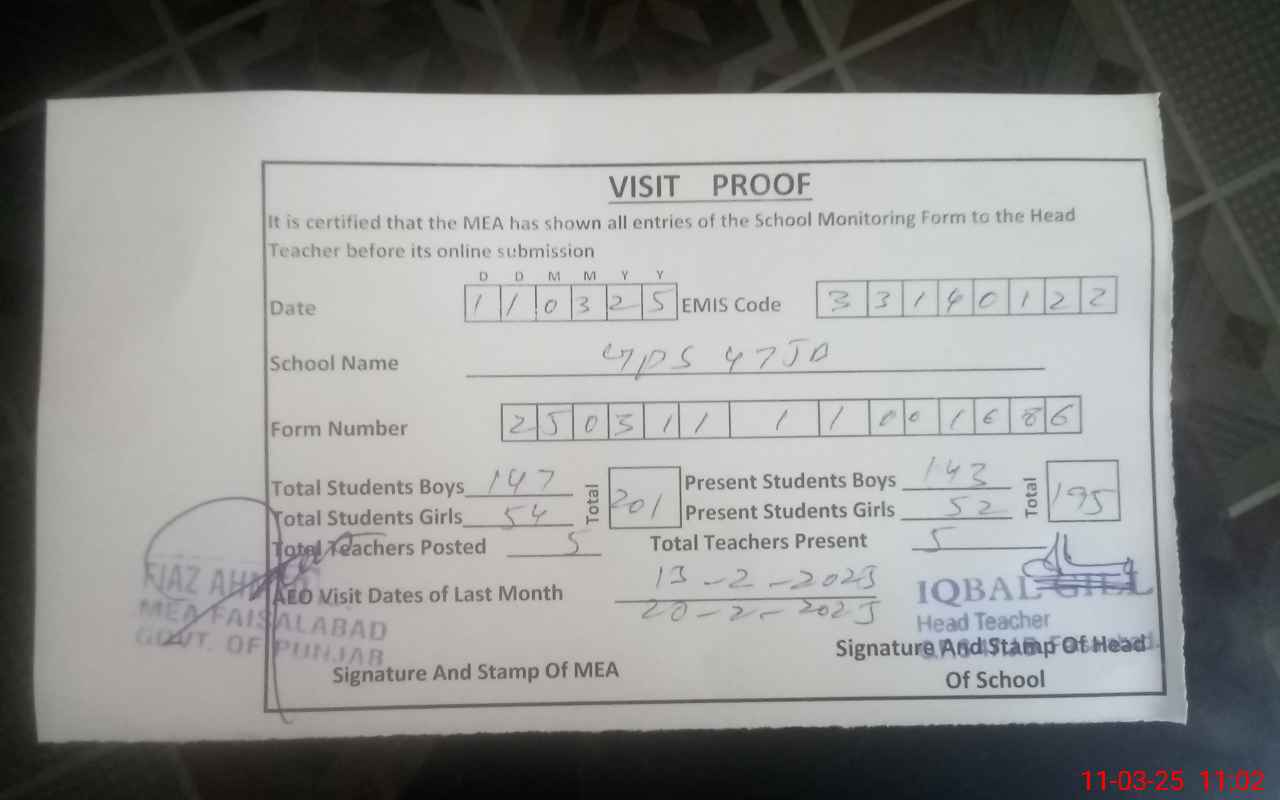 VISIT PROOF
It is certified that the MEA has shown all entries of the School Monitoring Form to the Head
Teacher before its online submission
D D M M Y Y
Date 1 1 0 3 2 5 EMIS Code 3 3 1 4 0 1 2 2
School Name GPS 47 JB
Form Number 2 5 0 3 1 1 1 1 0 0 1 6 8 6
Total Students Boys 147 Total 201 Present Students Boys 143 Total 195
Total Students Girls 54 Present Students Girls 52
Total Teachers Posted 5 Total Teachers Present 5
AEO Visit Dates of Last Month 13-2-2025
20-2-2025
FIAZ AHMAD
MEA FAISALABAD
GOVT. OF PUNJAB
IQBAL GILL
Head Teacher
Signature And Stamp Of MEA
Signature And Stamp Of Head
Of School
11-03-25 11:02